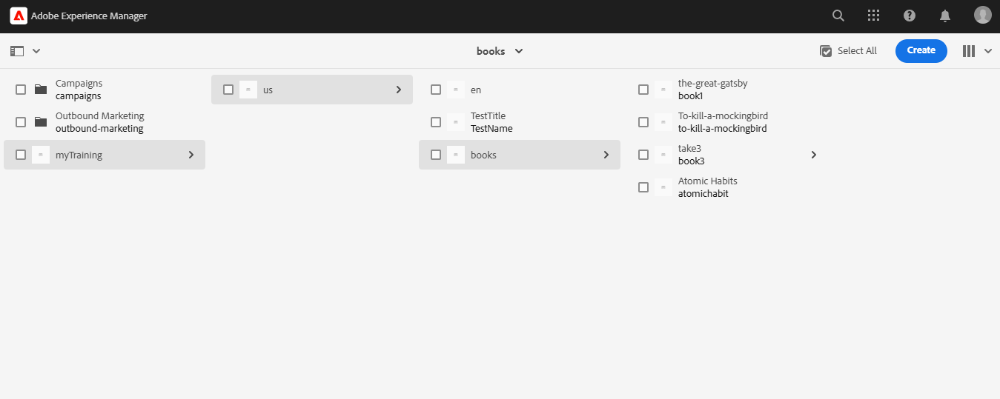 Adobe Experience Manager
books
Select All
Create
Campaigns
campaigns
Outbound Marketing
outbound-marketing
myTraining
us
en
TestTitle
TestName
books
the-great-gatsby
book1
To-kill-a-mockingbird
to-kill-a-mockingbird
take3
book3
Atomic Habits
atomichabit